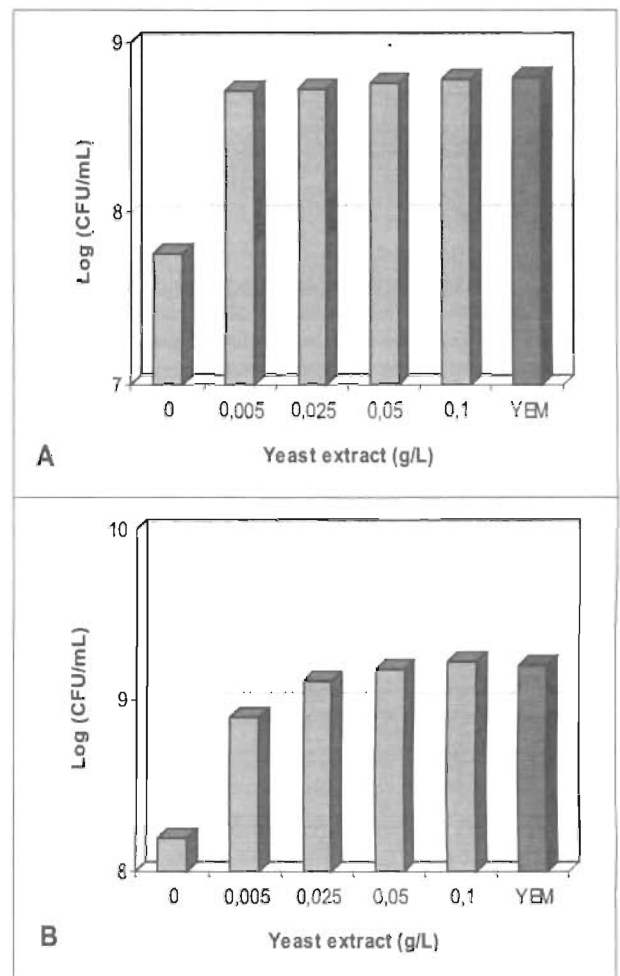 9
8
7
Log (CFU/mL)
0 0,005 0,025 0,05 0,1 YEM
A Yeast extract (g/L)
10
9
8
Log (CFU/mL)
0 0,005 0,025 0,05 0,1 YEM
B Yeast extract (g/L)